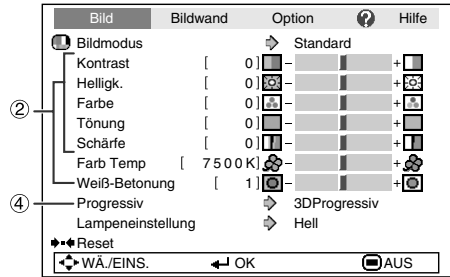 Bild Bildwand Option ? Hilfe
Bildmodus Standard
Kontrast [ 0] - +
Helligk. [ 0] - +
② Farbe [ 0] - +
Tönung [ 0] - +
Schärfe [ 0] - +
Farb Temp [ 7500K] - +
Weiß-Betonung [ 1] - +
④ Progressiv 3DProgressiv
Lampeneinstellung Hell
Reset
WÄ./EINS. OK AUS